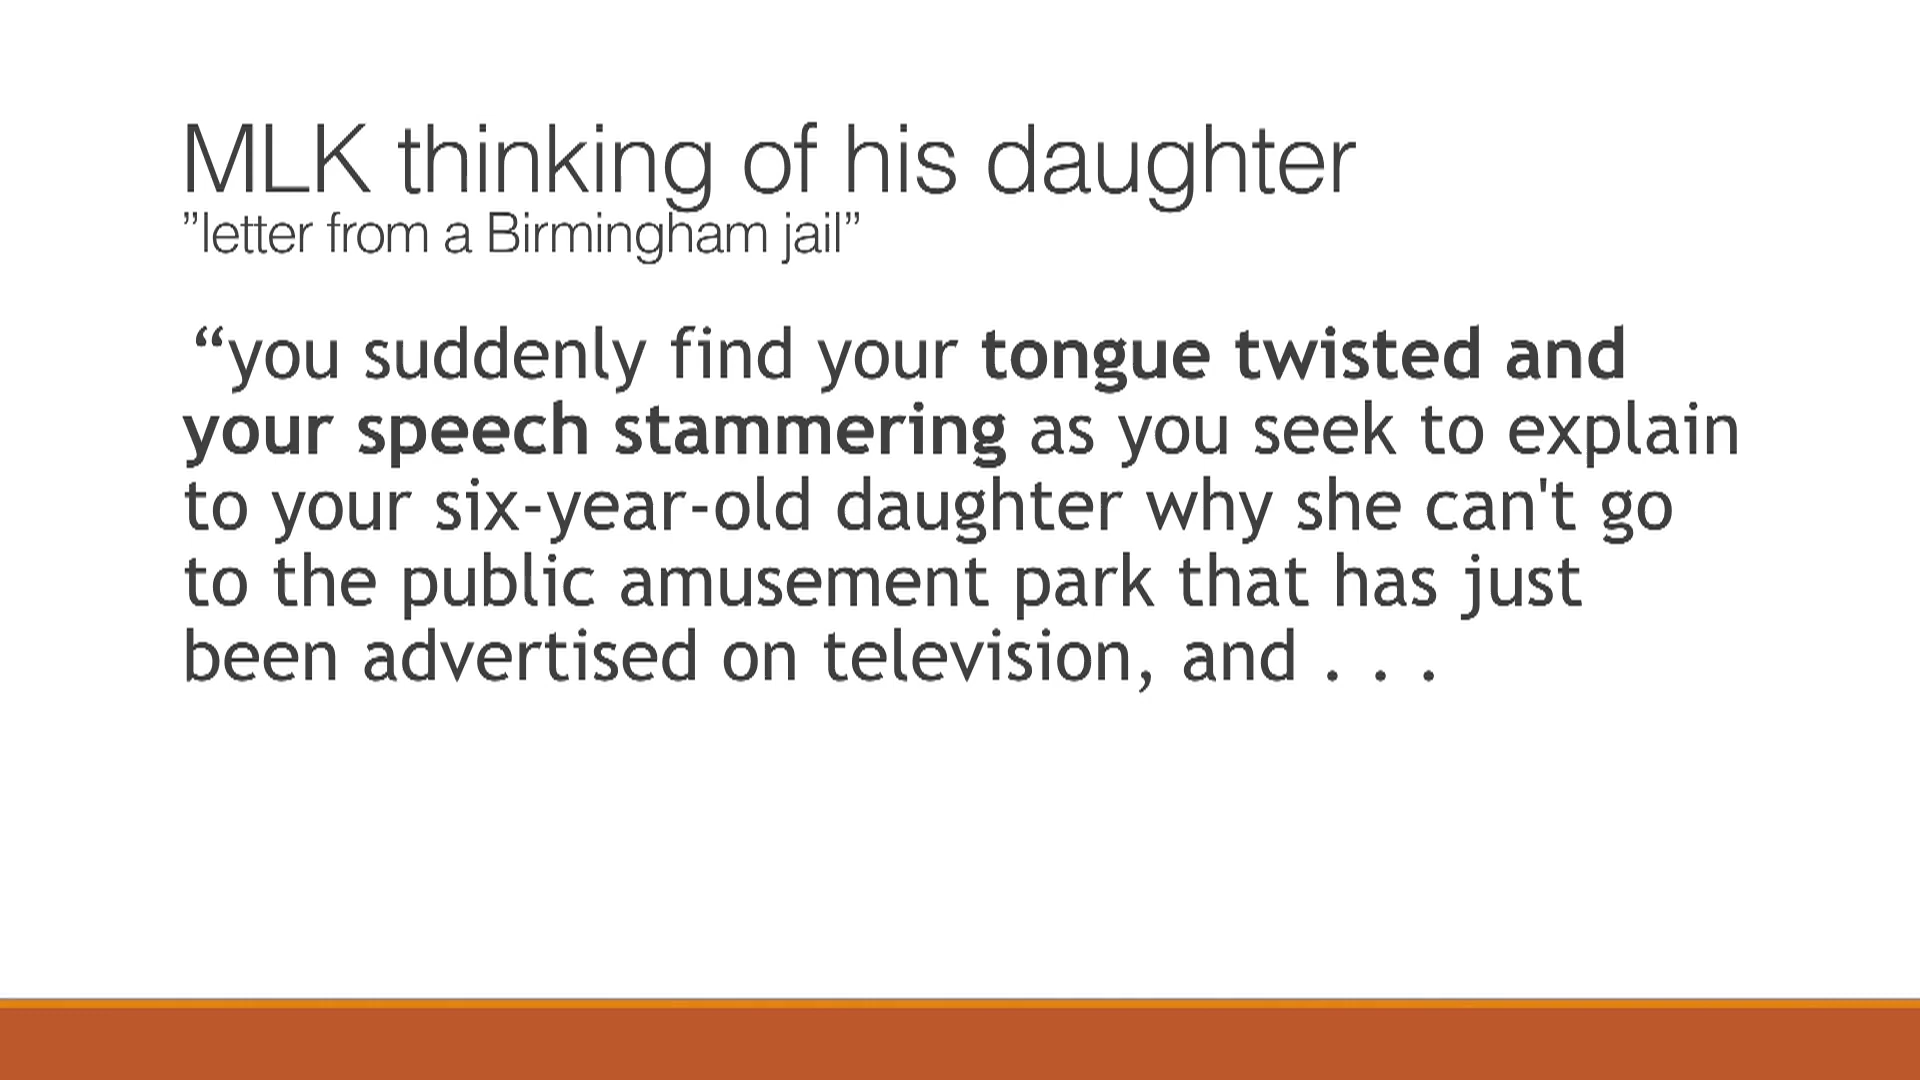 MLK thinking of his daughter
”letter from a Birmingham jail”
“you suddenly find your tongue twisted and
your speech stammering as you seek to explain
to your six-year-old daughter why she can't go
to the public amusement park that has just
been advertised on television, and . . .